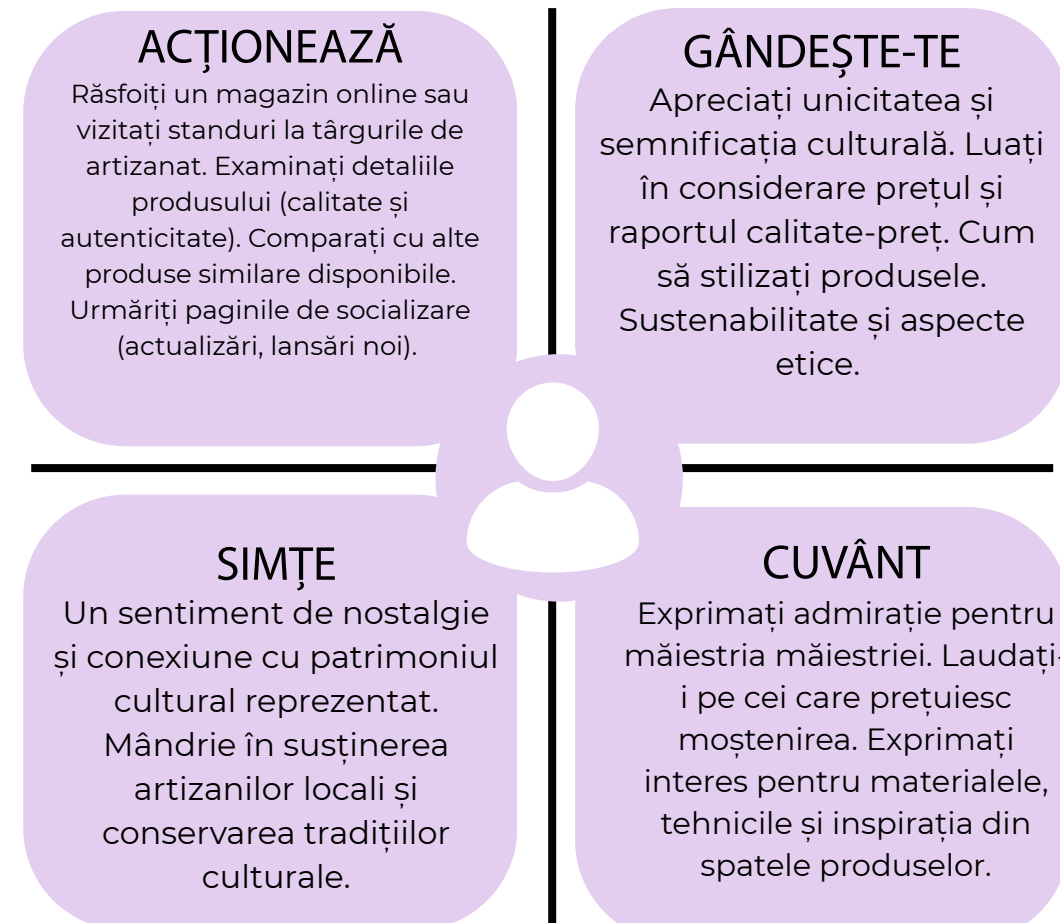 ACȚIONEAZĂ
Răsfoiți un magazin online sau
vizitați standuri la târgurile de
artizanat. Examinați detaliile
produsului (calitate și
autenticitate). Comparați cu alte
produse similare disponibile.
Urmăriți paginile de socializare
(actualizări, lansări noi).
GÂNDEȘTE-TE
Apreciați unicitatea și
semnificația culturală. Luați
în considerare prețul și
raportul calitate-preț. Cum
să stilizați produsele.
Sustenabilitate și aspecte
etice.
SIMȚE
Un sentiment de nostalgie
și conexiune cu patrimoniul
cultural reprezentat.
Mândrie în susținerea
artizanilor locali și
conservarea tradițiilor
culturale.
CUVÂNT
Exprimați admirație pentru
măiestria măiestriei. Laudați-
i pe cei care prețuiesc
moștenirea. Exprimați
interes pentru materialele,
tehnicile și inspirația din
spatele produselor.